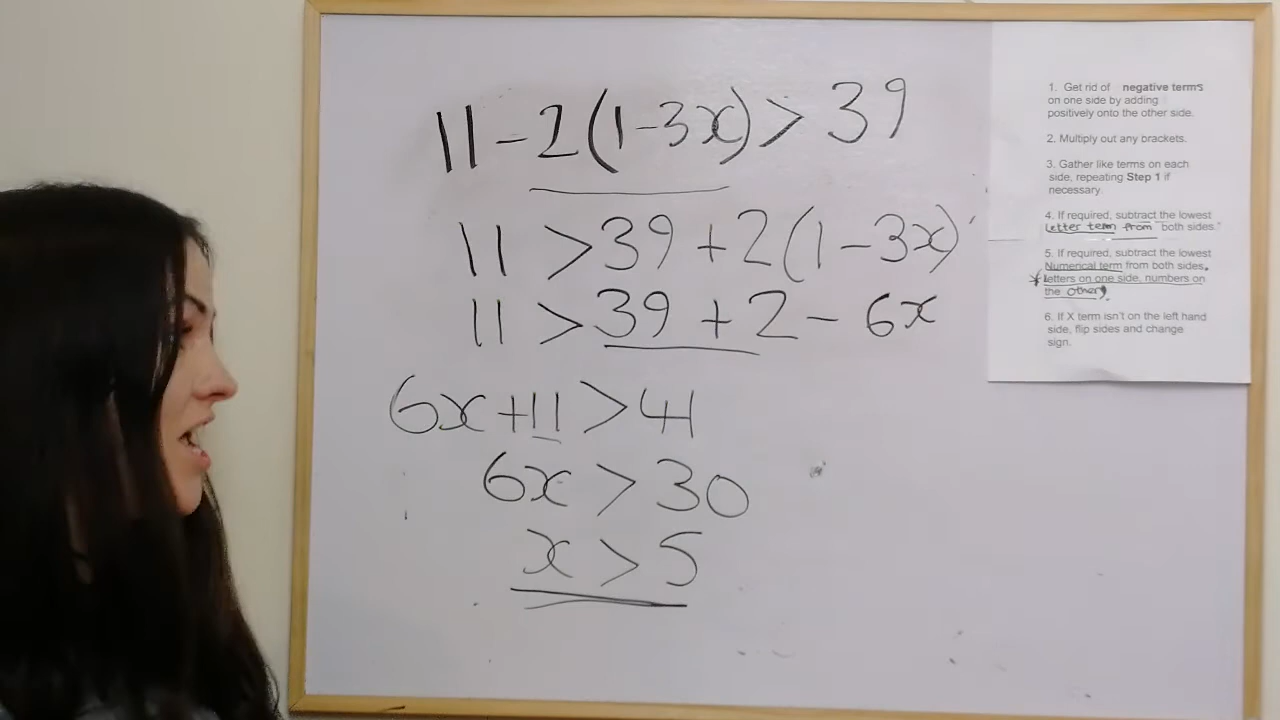 11 - 2(1 - 3x) > 39
11 > 39 + 2(1 - 3x)
11 > 39 + 2 - 6x
6x + 11 > 41
6x > 30
x > 5
1. Get rid of negative terms
on one side by adding
positively onto the other side.
2. Multiply out any brackets.
3. Gather like terms on each
side, repeating Step 1 if
necessary.
4. If required, subtract the lowest
letter term from both sides.
5. If required, subtract the lowest
Numerical term from both sides.
*letters on one side, numbers on
the other.
6. If X term isn't on the left hand
side, flip sides and change
sign.